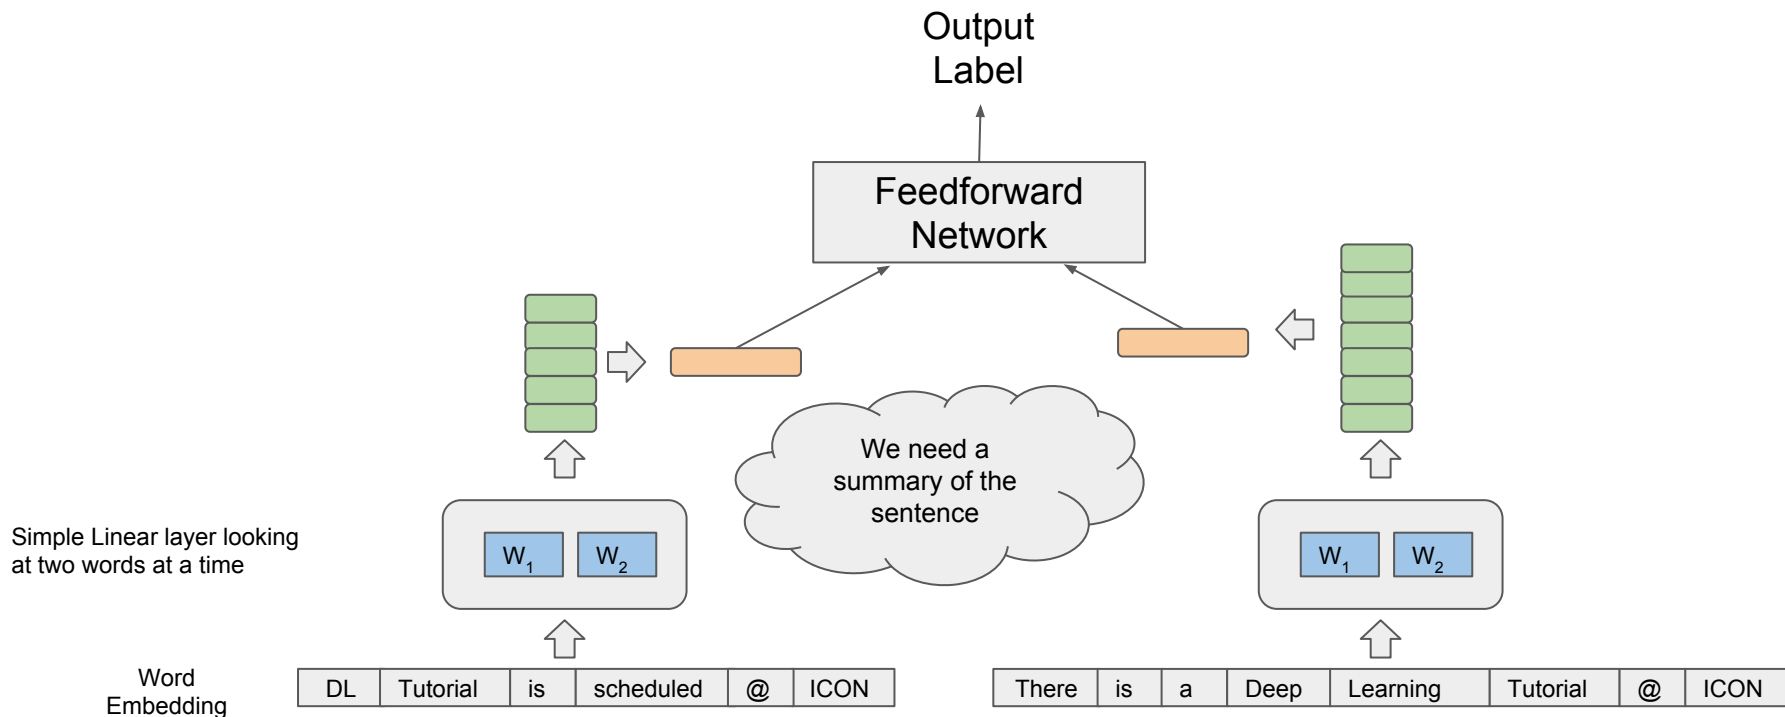 Output
Label
Feedforward
Network
We need a
summary of the
sentence
Simple Linear layer looking
at two words at a time
W1 W2
W1 W2
Word
Embedding
DL Tutorial is scheduled @ ICON
There is a Deep Learning Tutorial @ ICON